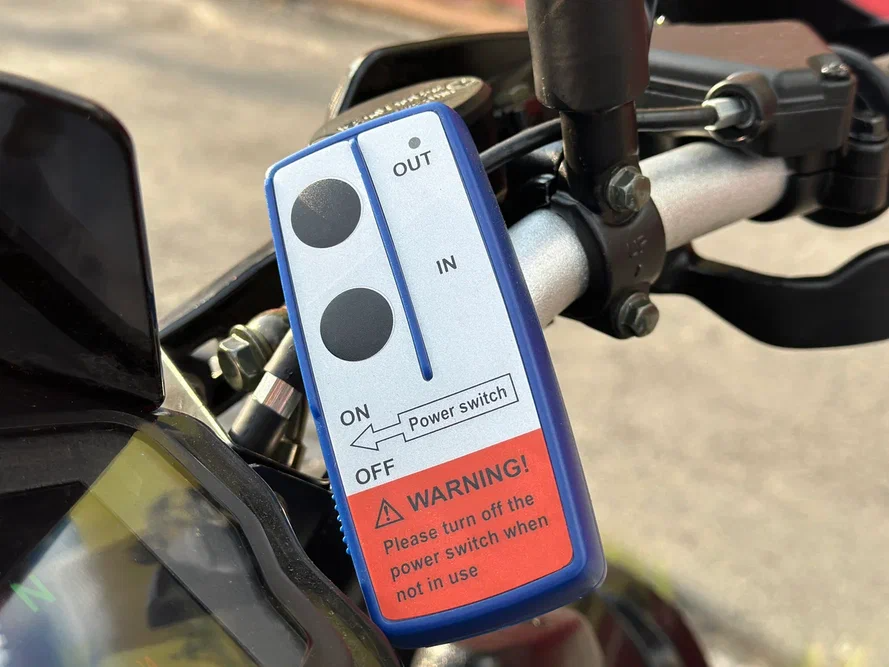 OUT
IN
ON
Power switch
OFF
WARNING!
Please turn off the
power switch when
not in use
N